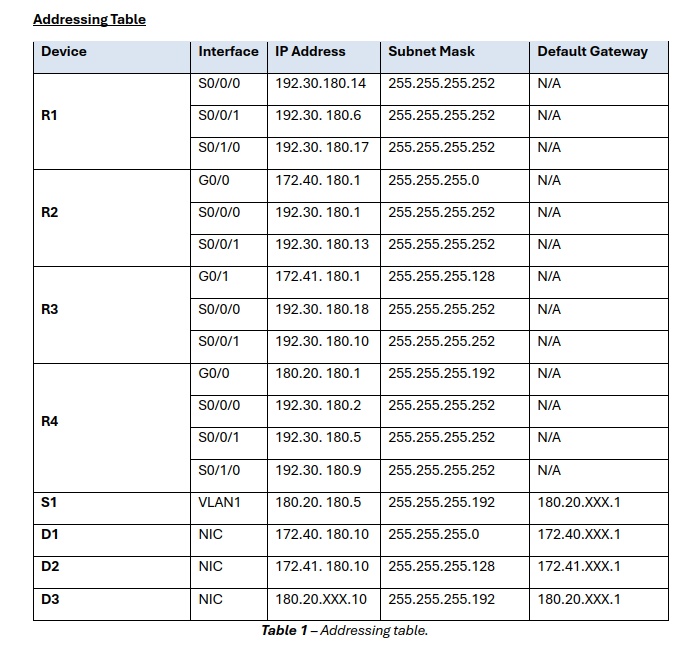 Addressing Table
Device Interface IP Address Subnet Mask Default Gateway
S0/0/0 192.30.180.14 255.255.255.252 N/A
R1 S0/0/1 192.30. 180.6 255.255.255.252 N/A
S0/1/0 192.30. 180.17 255.255.255.252 N/A
G0/0 172.40. 180.1 255.255.255.0 N/A
R2 S0/0/0 192.30. 180.1 255.255.255.252 N/A
S0/0/1 192.30. 180.13 255.255.255.252 N/A
G0/1 172.41. 180.1 255.255.255.128 N/A
R3 S0/0/0 192.30. 180.18 255.255.255.252 N/A
S0/0/1 192.30. 180.10 255.255.255.252 N/A
G0/0 180.20. 180.1 255.255.255.192 N/A
S0/0/0 192.30. 180.2 255.255.255.252 N/A
R4
S0/0/1 192.30. 180.5 255.255.255.252 N/A
S0/1/0 192.30. 180.9 255.255.255.252 N/A
S1 VLAN1 180.20. 180.5 255.255.255.192 180.20.XXX.1
D1 NIC 172.40. 180.10 255.255.255.0 172.40.XXX.1
D2 NIC 172.41. 180.10 255.255.255.128 172.41.XXX.1
D3 NIC 180.20.XXX.10 255.255.255.192 180.20.XXX.1
Table 1 – Addressing table.